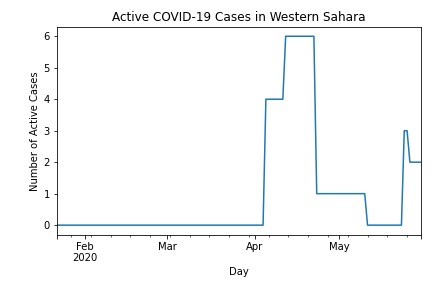 Active COVID-19 Cases in Western Sahara
6
5
4
3
2
1
0
Number of Active Cases
Feb
2020
Mar
Apr
May
Day